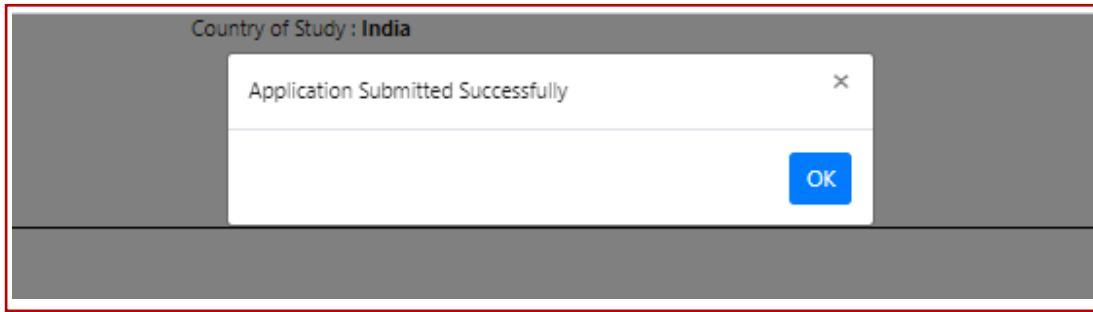 Country of Study : India
Application Submitted Successfully ×
OK